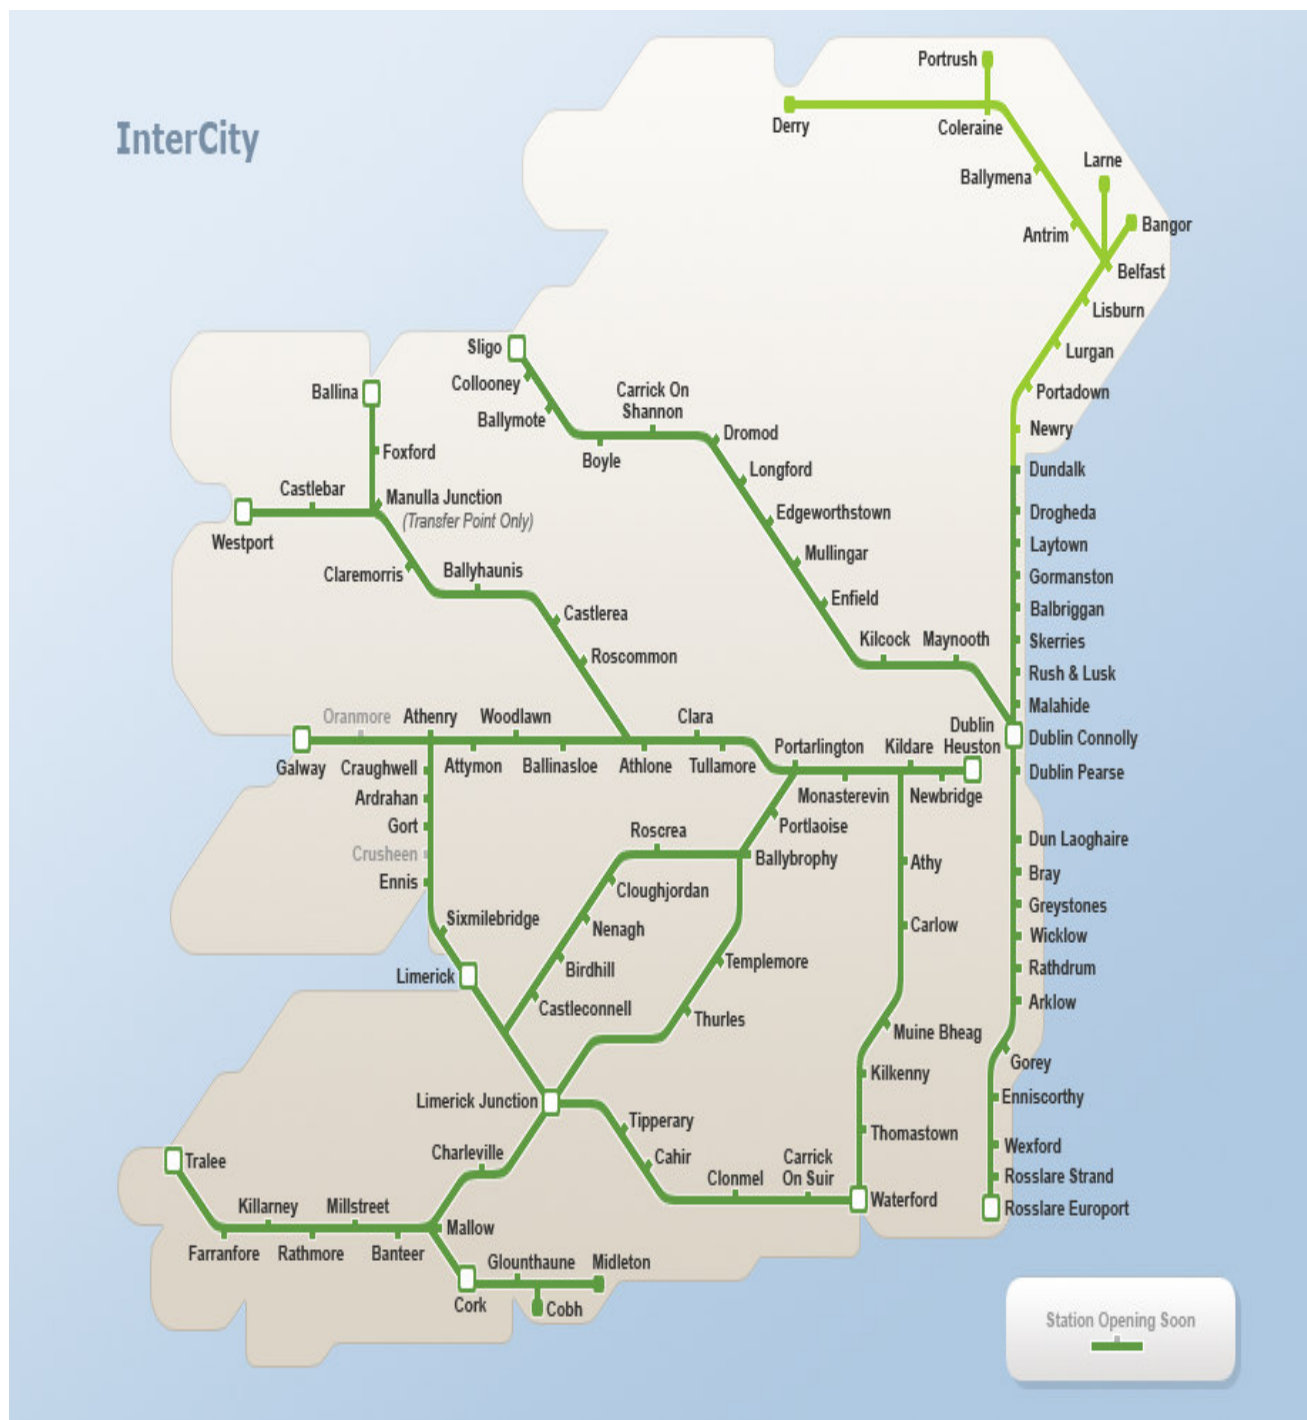 InterCity
Portrush
Derry
Coleraine
Larne
Ballymena
Bangor
Antrim
Belfast
Lisburn
Lurgan
Portadown
Newry
Dundalk
Drogheda
Laytown
Gormanston
Balbriggan
Skerries
Rush & Lusk
Malahide
Dublin Connolly
Dublin Pearse
Dun Laoghaire
Bray
Greystones
Wicklow
Rathdrum
Arklow
Gorey
Enniscorthy
Wexford
Rosslare Strand
Rosslare Europort
Sligo
Collooney
Ballymote
Boyle
Carrick On
Shannon
Dromod
Longford
Edgeworthstown
Mullingar
Enfield
Kilcock
Maynooth
Ballina
Foxford
Castlebar
Manulla Junction
(Transfer Point Only)
Westport
Claremorris
Ballyhaunis
Castlerea
Roscommon
Oranmore
Athenry
Woodlawn
Clara
Galway
Craughwell
Attymon
Ballinasloe
Athlone
Tullamore
Portarlington
Kildare
Dublin
Heuston
Monasterevin
Newbridge
Ardrahan
Gort
Crusheen
Ennis
Sixmilebridge
Limerick
Roscrea
Portlaoise
Ballybrophy
Cloughjordan
Nenagh
Birdhill
Castleconnell
Templemore
Thurles
Athy
Carlow
Muine Bheag
Kilkenny
Thomastown
Waterford
Limerick Junction
Tipperary
Cahir
Clonmel
Carrick
On Suir
Charleville
Tralee
Killarney
Millstreet
Mallow
Farranfore
Rathmore
Banteer
Glounthaune
Midleton
Cork
Cobh
Station Opening Soon